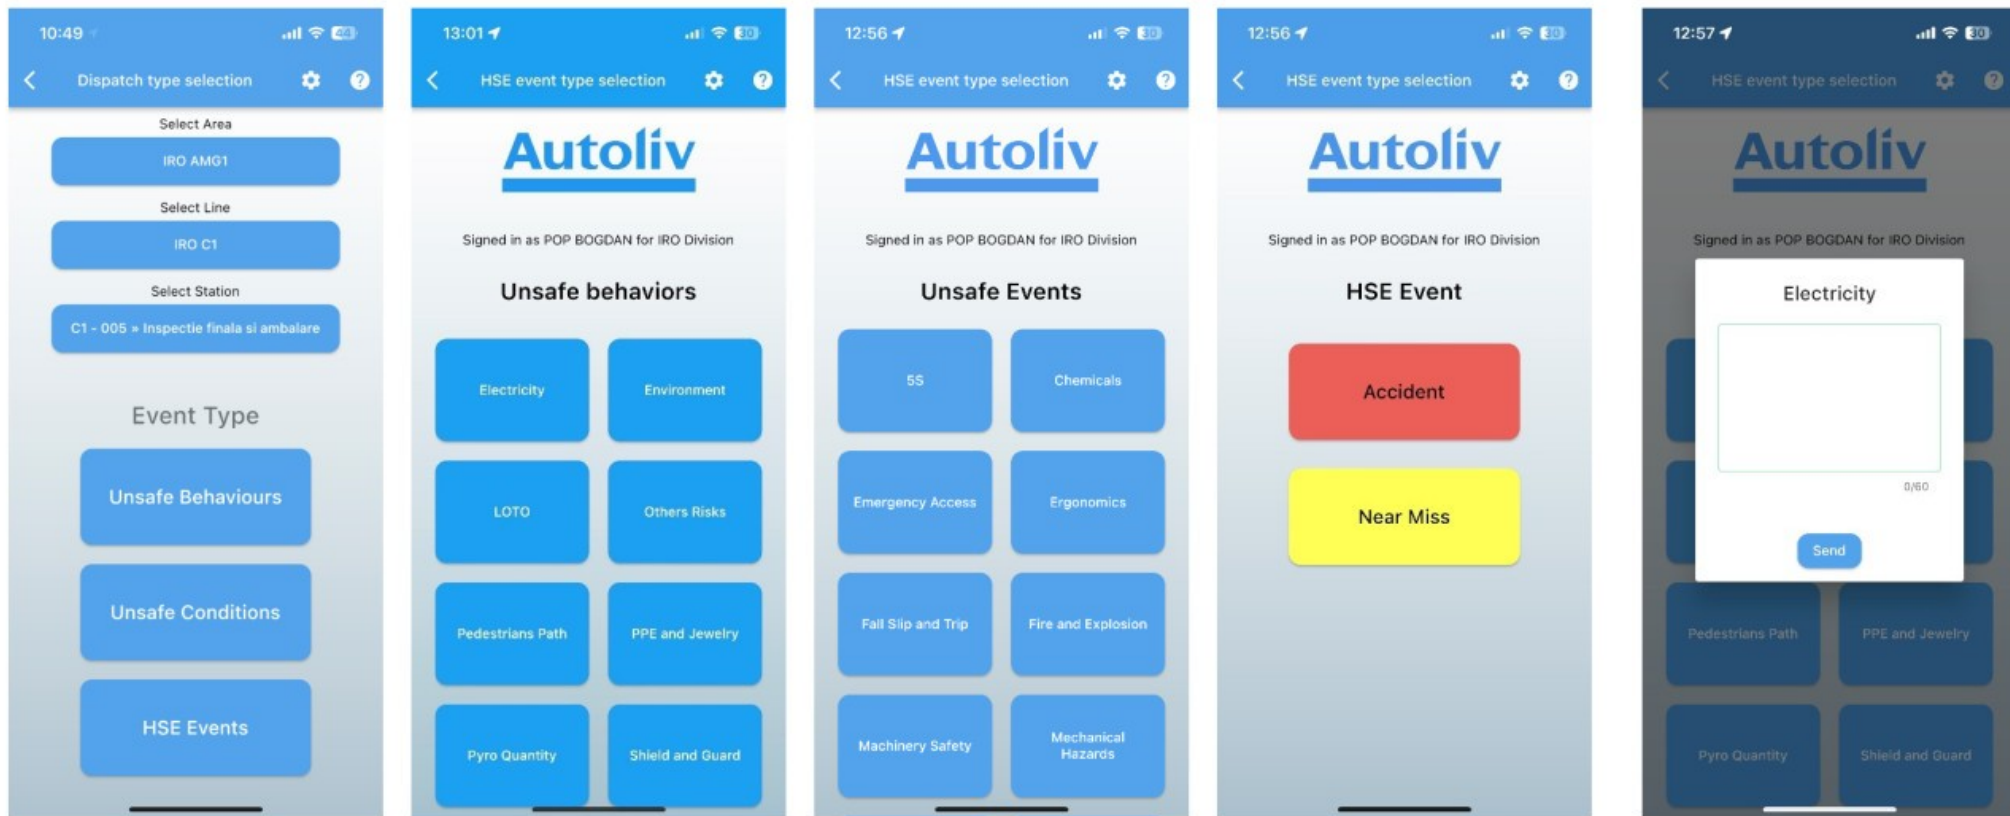 10:49
44
Dispatch type selection
?
Select Area
IRO AMG1
Select Line
IRO C1
Select Station
C1 - 005 » Inspectie finala si ambalare
Event Type
Unsafe Behaviours
Unsafe Conditions
HSE Events
13:01
30
HSE event type selection
?
Autoliv
Signed in as POP BOGDAN for IRO Division
Unsafe behaviors
Electricity
Environment
LOTO
Others Risks
Pedestrians Path
PPE and Jewelry
Pyro Quantity
Shield and Guard
12:56
30
HSE event type selection
?
Autoliv
Signed in as POP BOGDAN for IRO Division
Unsafe Events
5S
Chemicals
Emergency Access
Ergonomics
Fall Slip and Trip
Fire and Explosion
Machinery Safety
Mechanical
Hazards
12:56
30
HSE event type selection
?
Autoliv
Signed in as POP BOGDAN for IRO Division
HSE Event
Accident
Near Miss
12:57
30
HSE event type selection
?
Autoliv
Signed in as POP BOGDAN for IRO Division
Electricity
0/60
Send
Pedestrians Path
PPE and Jewelry
Pyro Quantity
Shield and Guard